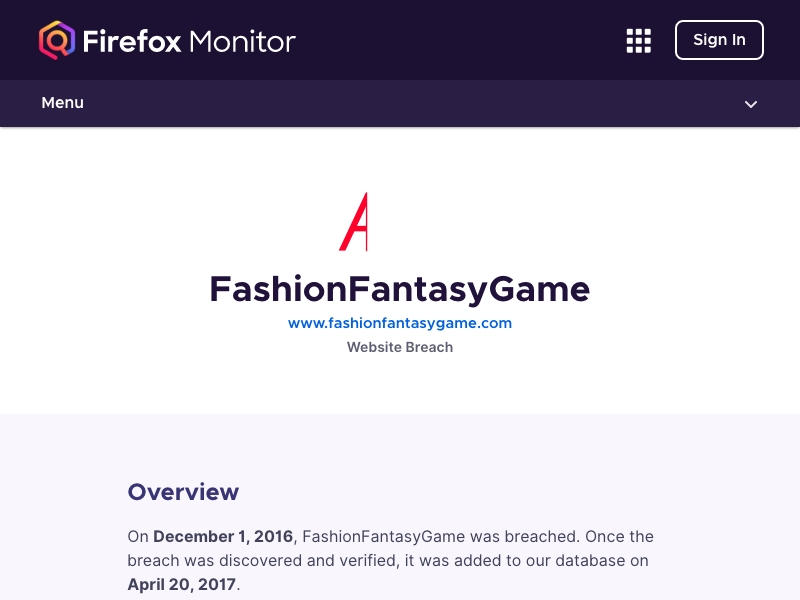 Firefox Monitor
Sign In
Menu
FashionFantasyGame
www.fashionfantasygame.com
Website Breach
Overview
On December 1, 2016, FashionFantasyGame was breached. Once the
breach was discovered and verified, it was added to our database on
April 20, 2017.